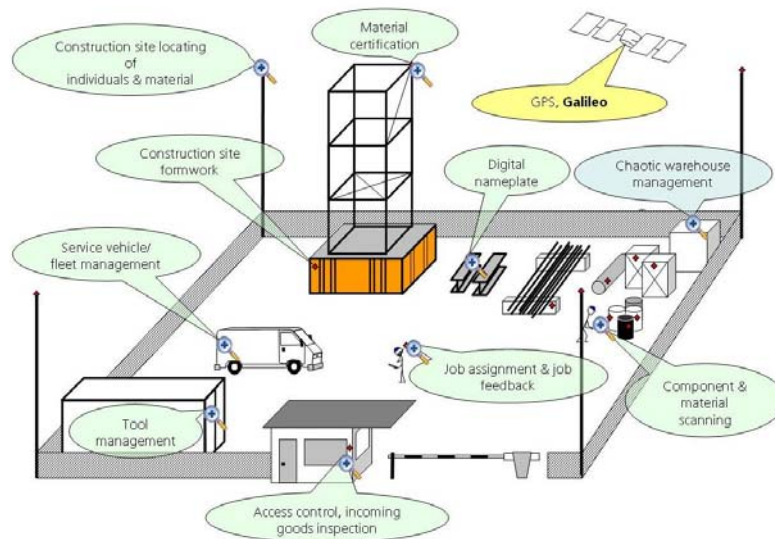 Construction site locating
of
individuals & material
Material
certification
GPS, Galileo
Construction site
formwork
Digital
nameplate
Chaotic warehouse
management
Service vehicle/
fleet management
Job assignment & job
feedback
Component &
material
scanning
Tool
management
Access control, incoming
goods inspection